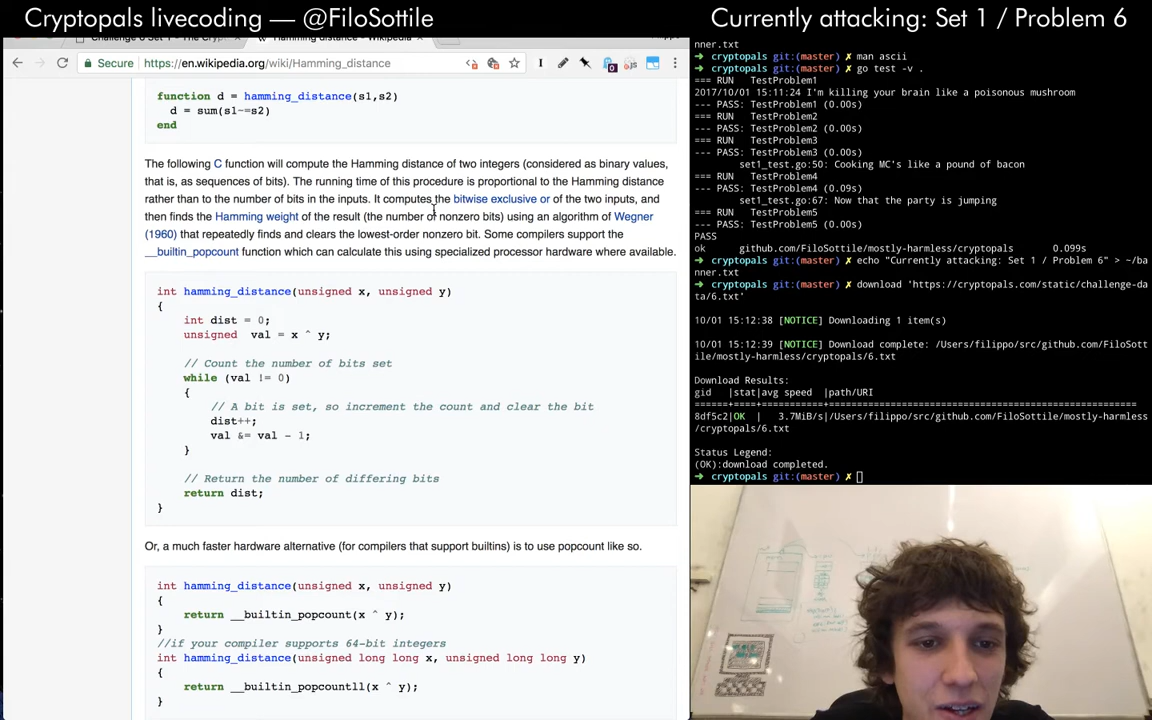 Cryptopals livecoding — @FiloSottile
Currently attacking: Set 1 / Problem 6
Challenge 6 Set 1 - The Cryp
Hamming distance - Wikipedia
Secure | https://en.wikipedia.org/wiki/Hamming_distance
function d = hamming_distance(s1,s2)
d = sum(s1~=s2)
end
The following C function will compute the Hamming distance of two integers (considered as binary values,
that is, as sequences of bits). The running time of this procedure is proportional to the Hamming distance
rather than to the number of bits in the inputs. It computes the bitwise exclusive or of the two inputs, and
then finds the Hamming weight of the result (the number of nonzero bits) using an algorithm of Wegner
(1960) that repeatedly finds and clears the lowest-order nonzero bit. Some compilers support the
__builtin_popcount function which can calculate this using specialized processor hardware where available.
int hamming_distance(unsigned x, unsigned y)
{
int dist = 0;
unsigned  val = x ^ y;
// Count the number of bits set
while (val != 0)
{
// A bit is set, so increment the count and clear the bit
dist++;
val &= val - 1;
}
// Return the number of differing bits
return dist;
}
Or, a much faster hardware alternative (for compilers that support builtins) is to use popcount like so.
int hamming_distance(unsigned x, unsigned y)
{
return __builtin_popcount(x ^ y);
}
//if your compiler supports 64-bit integers
int hamming_distance(unsigned long long x, unsigned long long y)
{
return __builtin_popcountll(x ^ y);
}
nner.txt
➜ cryptopals git:(master) ✗ man ascii
➜ cryptopals git:(master) ✗ go test -v .
=== RUN   TestProblem1
2017/10/01 15:11:24 I'm killing your brain like a poisonous mushroom
--- PASS: TestProblem1 (0.00s)
=== RUN   TestProblem2
--- PASS: TestProblem2 (0.00s)
=== RUN   TestProblem3
--- PASS: TestProblem3 (0.00s)
set1_test.go:50: Cooking MC's like a pound of bacon
=== RUN   TestProblem4
--- PASS: TestProblem4 (0.09s)
set1_test.go:67: Now that the party is jumping
=== RUN   TestProblem5
--- PASS: TestProblem5 (0.00s)
PASS
ok    github.com/FiloSottile/mostly-harmless/cryptopals    0.099s
➜ cryptopals git:(master) ✗ echo "Currently attacking: Set 1 / Problem 6" > ~/ba
nner.txt
➜ cryptopals git:(master) ✗ download 'https://cryptopals.com/static/challenge-da
ta/6.txt'
10/01 15:12:38 [NOTICE] Downloading 1 item(s)
10/01 15:12:39 [NOTICE] Download complete: /Users/filippo/src/github.com/FiloSott
ile/mostly-harmless/cryptopals/6.txt
Download Results:
gid   |stat|avg speed  |path/URI
======+====+===========+=======================================================
8df5c2|OK  |   3.7MiB/s|/Users/filippo/src/github.com/FiloSottile/mostly-harmless
/cryptopals/6.txt
Status Legend:
(OK):download completed.
➜ cryptopals git:(master) ✗